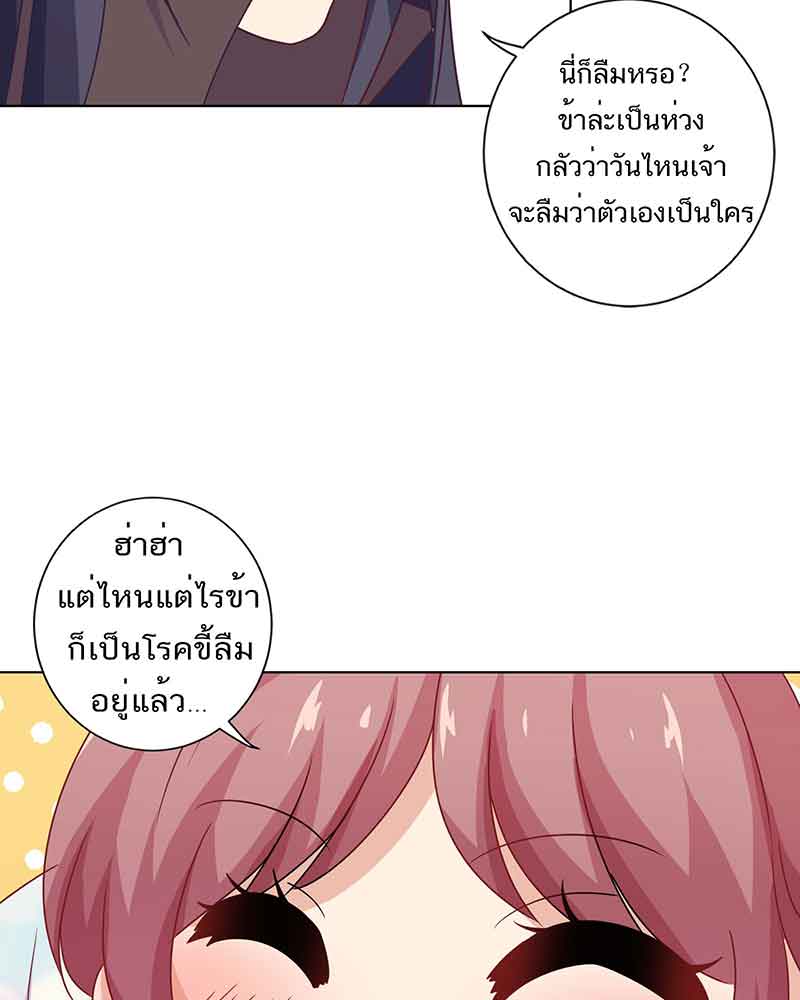 นี่ก็ลืมหรอ?
ข้าล่ะเป็นห่วง
กลัวว่าวันไหนเจ้า
จะลืมว่าตัวเองเป็นใคร
ฮ่าฮ่า
แต่ไหนแต่ไรข้า
ก็เป็นโรคขี้ลืม
อยู่แล้ว...